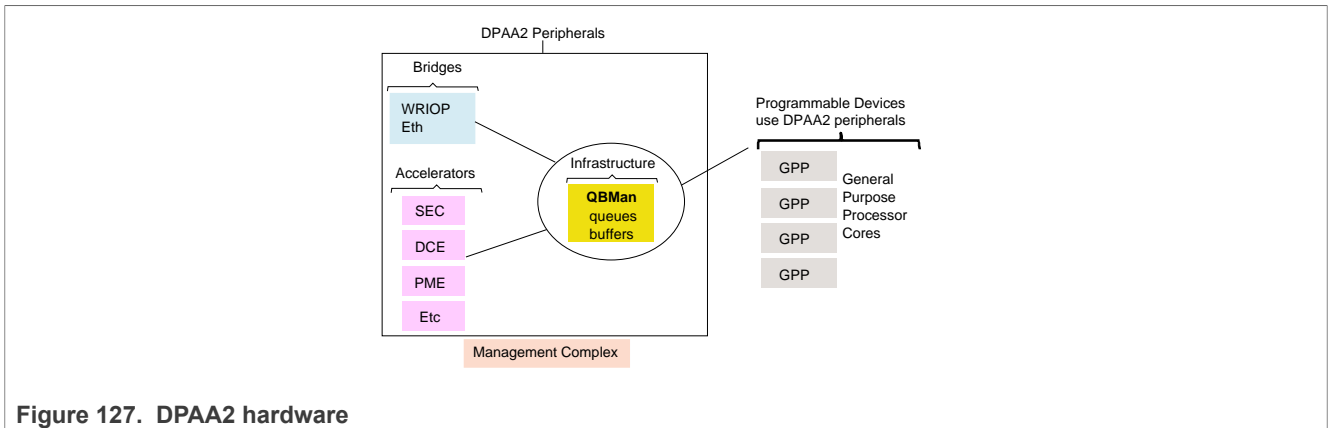 DPAA2 Peripherals
Bridges
WRIOP
Eth
Accelerators
SEC
DCE
PME
Etc
Infrastructure
QBMan
queues
buffers
Programmable Devices
use DPAA2 peripherals
GPP
GPP
GPP
GPP
General
Purpose
Processor
Cores
Management Complex
Figure 127. DPAA2 hardware